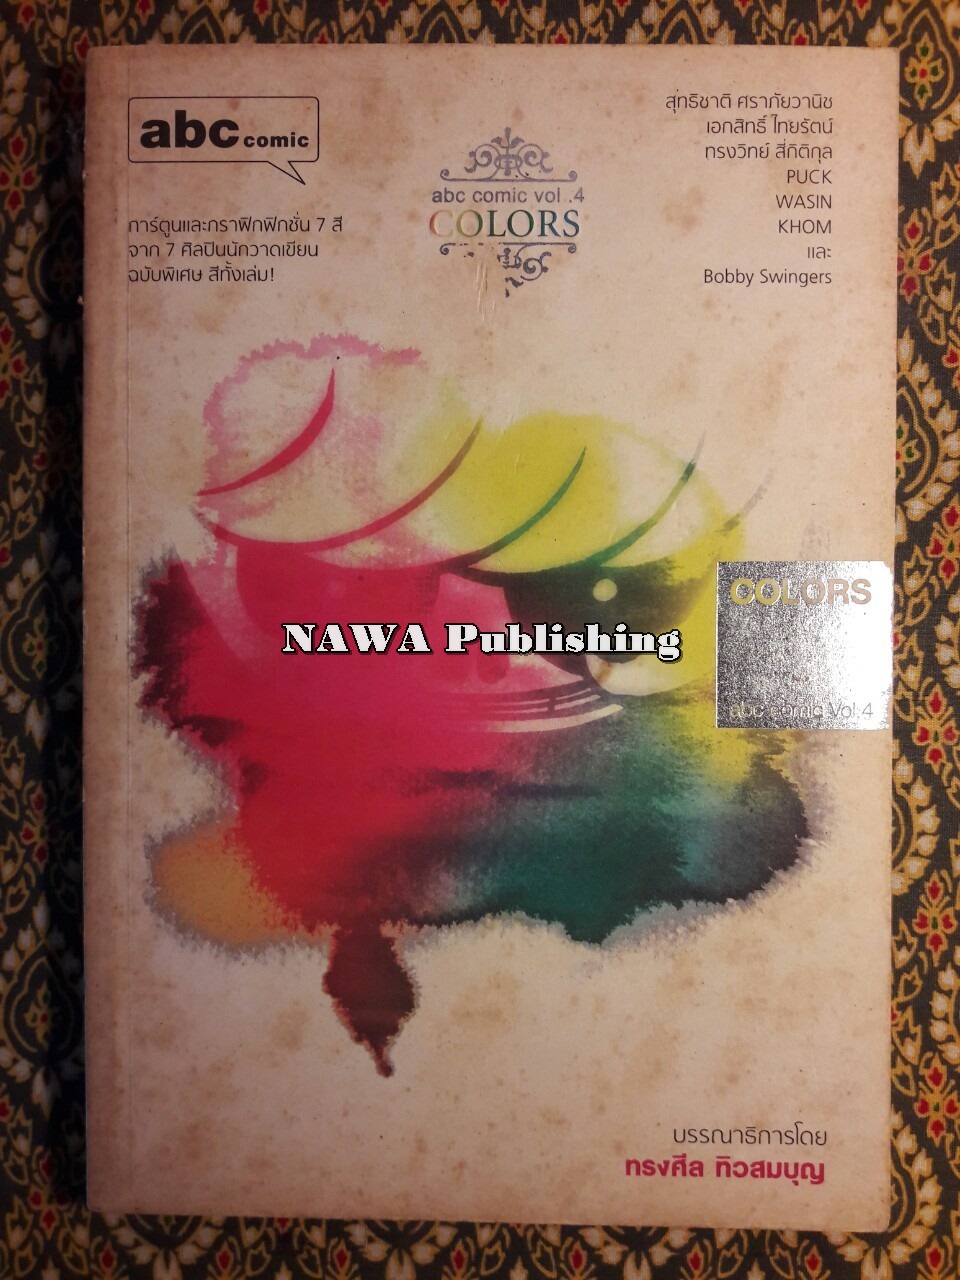 abc comic
การ์ตูนและกราฟิกฟิกชั่น 7 สี
จาก 7 ศิลปินนักวาดเขียน
ฉบับพิเศษ สีทั้งเล่ม!
abc comic vol .4
COLORS
สุทธิชาติ ศราภัยวานิช
เอกสิทธิ์ ไทยรัตน์
ทรงวิทย์ สี่กิติกุล
PUCK
WASIN
KHOM
และ
Bobby Swingers
COLORS
abc comic Vol.4
NAWA Publishing
บรรณาธิการโดย
ทรงศีล ทิวสมบุญ